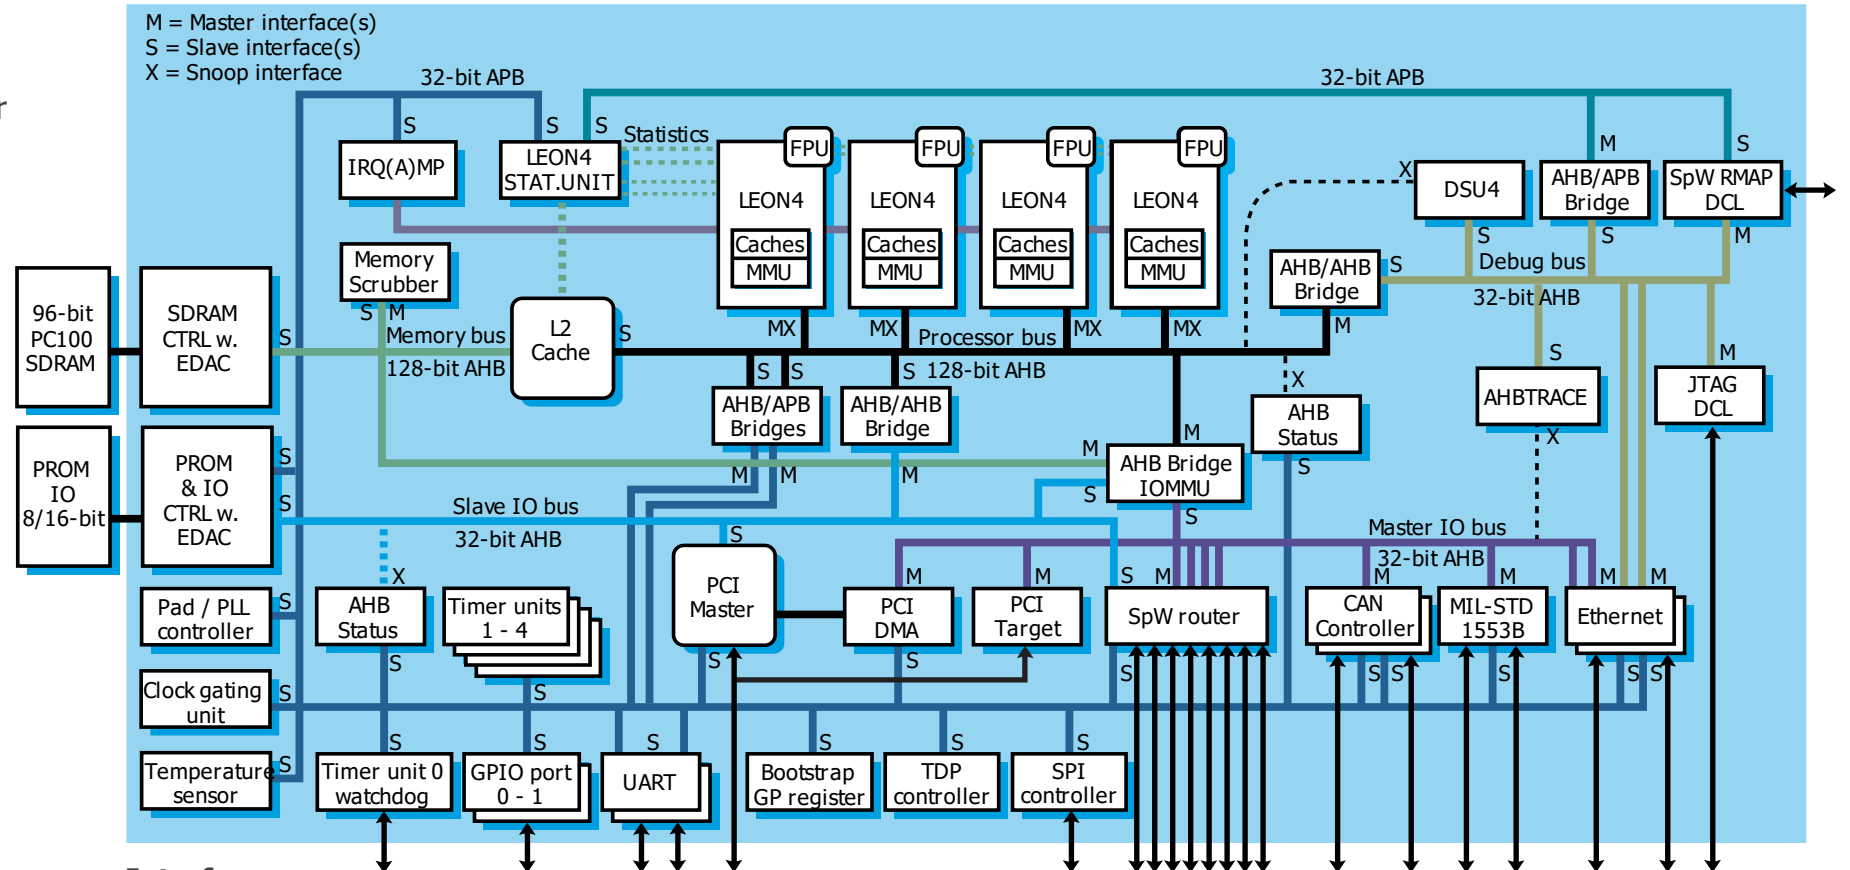 M = Master interface(s)
S = Slave interface(s)
X = Snoop interface
r
32-bit APB
32-bit APB
S
S
S
Statistics
M
S
IRQ(A)MP
LEON4
STAT.UNIT
FPU
FPU
FPU
FPU
LEON4
LEON4
LEON4
LEON4
Caches
MMU
Caches
MMU
Caches
MMU
Caches
MMU
X
DSU4
AHB/APB
Bridge
SpW RMAP
DCL
S
S
M
Debug bus
32-bit AHB
Memory
Scrubber
S
M
AHB/AHB
Bridge
S
M
96-bit
PC100
SDRAM
SDRAM
CTRL w.
EDAC
S
Memory bus
128-bit AHB
L2
Cache
S
MX
MX
MX
MX
Processor bus
128-bit AHB
S
S
S
X
S
M
AHB/APB
Bridges
AHB/AHB
Bridge
AHB
Status
AHBTRACE
JTAG
DCL
M
M
M
M
M
S
S
S
X
AHB Bridge
IOMMU
PROM
IO
8/16-bit
PROM
& IO
CTRL w.
EDAC
S
S
Slave IO bus
32-bit AHB
Master IO bus
32-bit AHB
S
X
M
M
S
M
M
M
M
M
Pad / PLL
controller
S
AHB
Status
Timer units
1 - 4
PCI
Master
PCI
DMA
PCI
Target
SpW router
CAN
Controller
MIL-STD
1553B
Ethernet
S
S
S
S
S
S
S
S
S
S
Clock gating
unit
S
Temperature
sensor
S
S
S
S
S
S
S
Timer unit 0
watchdog
GPIO port
0 - 1
UART
Bootstrap
GP register
TDP
controller
SPI
controller